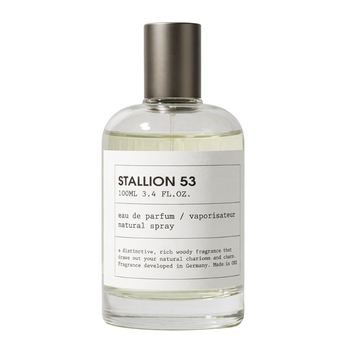 STALLION 53
100ML 3.4 FL.OZ.
eau de parfum / vaporisateur
natural spray
a distinctive, rich woody fragrance that
draws out your natural charisma and charm.
Fragrance developed in Germany. Made in UAE